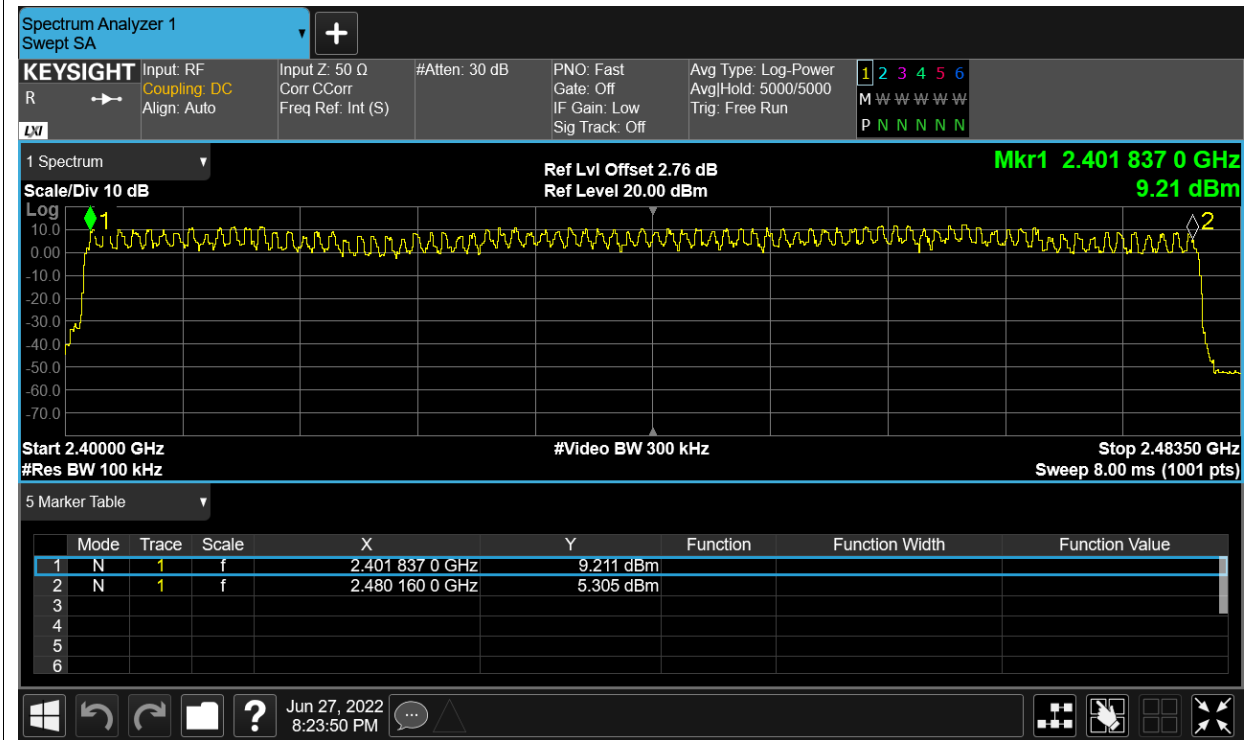 Spectrum Analyzer 1
Swept SA
KEYSIGHT Input: RF Input Z: 50 Ω #Atten: 30 dB PNO: Fast Avg Type: Log-Power 1 2 3 4 5 6
R Coupling: DC Corr CCorr Gate: Off Avg|Hold: 5000/5000 M W W W W W
Align: Auto Freq Ref: Int (S) IF Gain: Low Trig: Free Run
LXI Sig Track: Off P N N N N N
1 Spectrum Ref Lvl Offset 2.76 dB Mkr1 2.401 837 0 GHz
Scale/Div 10 dB Ref Level 20.00 dBm 9.21 dBm
Log 1 2
10.0
0.00
-10.0
-20.0
-30.0
-40.0
-50.0
-60.0
-70.0
Start 2.40000 GHz #Video BW 300 kHz Stop 2.48350 GHz
#Res BW 100 kHz Sweep 8.00 ms (1001 pts)
5 Marker Table
Mode Trace Scale X Y Function Function Width Function Value
1 N 1 f 2.401 837 0 GHz 9.211 dBm
2 N 1 f 2.480 160 0 GHz 5.305 dBm
3
4
5
6
? Jun 27, 2022
8:23:50 PM